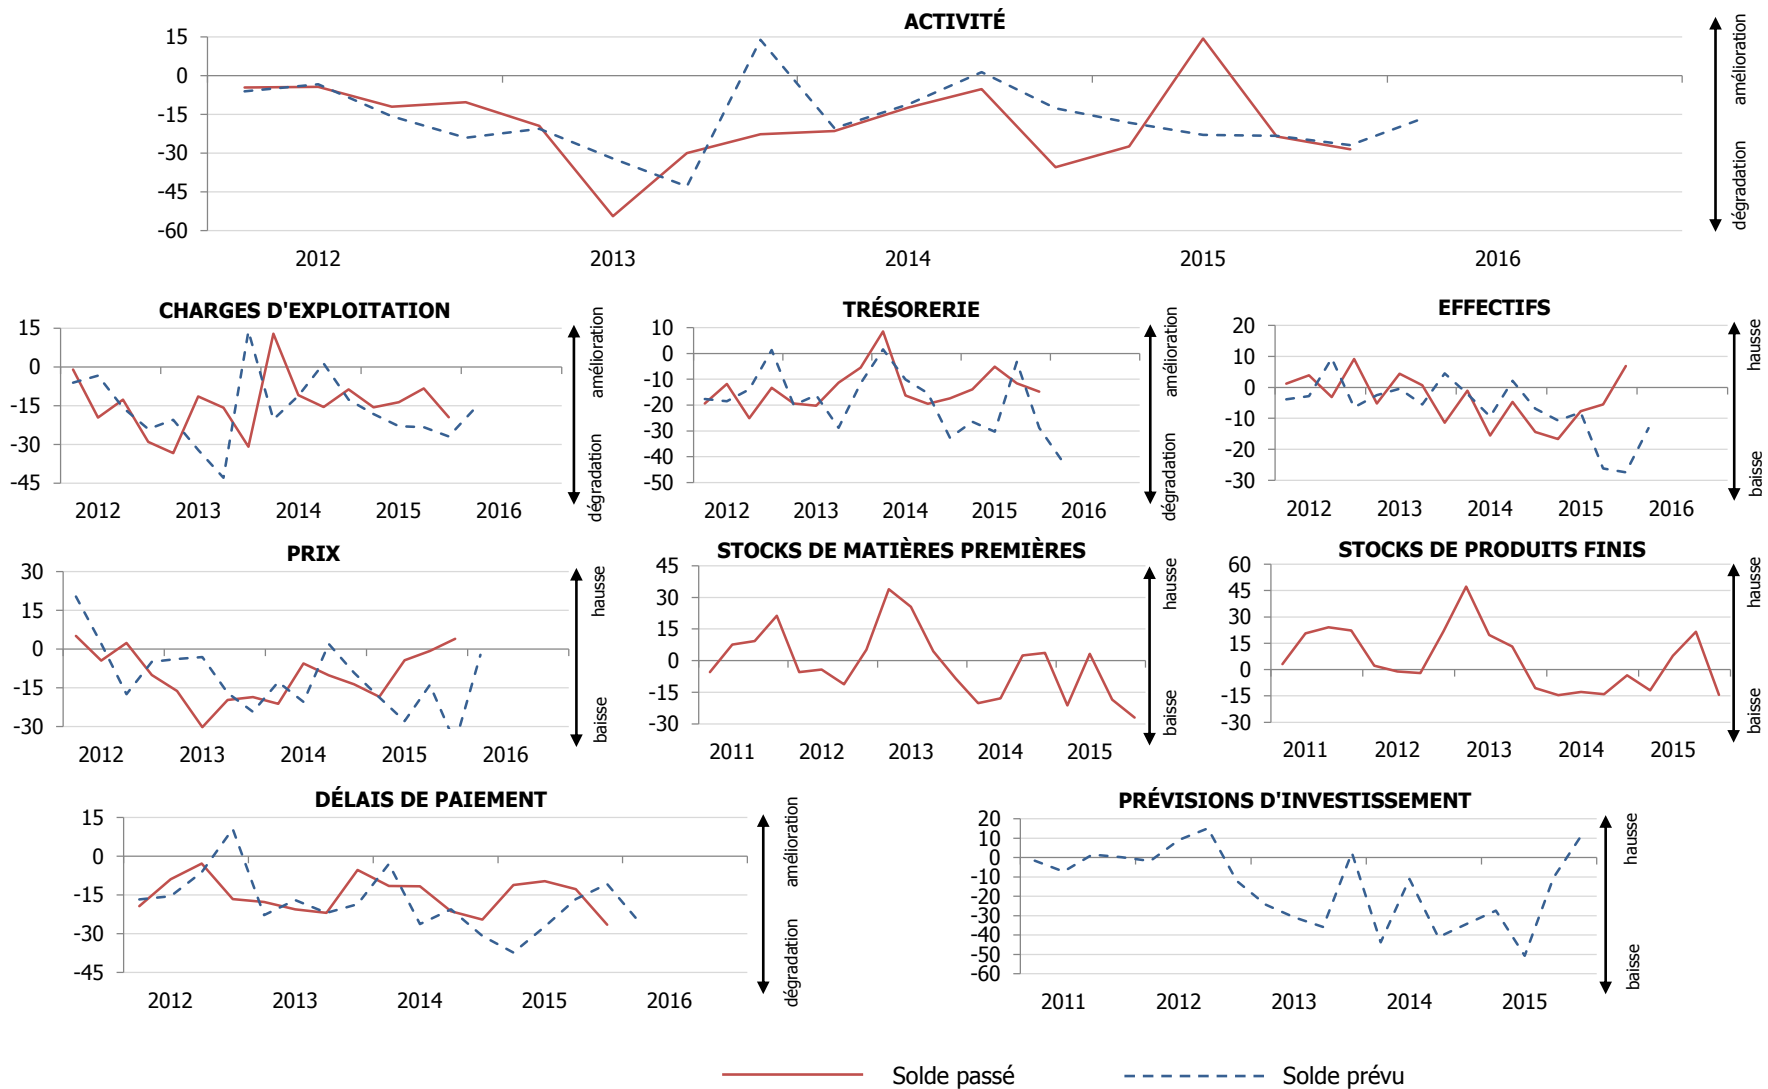 ACTIVITÉ
15
0
-15
-30
-45
-60
2012 2013 2014 2015 2016
amélioration
dégradation
CHARGES D'EXPLOITATION
15
0
-15
-30
-45
2012 2013 2014 2015 2016
amélioration
dégradation
TRÉSORERIE
10
0
-10
-20
-30
-40
-50
2012 2013 2014 2015 2016
amélioration
dégradation
EFFECTIFS
20
10
0
-10
-20
-30
2012 2013 2014 2015 2016
hausse
baisse
PRIX
30
15
0
-15
-30
2012 2013 2014 2015 2016
hausse
baisse
STOCKS DE MATIÈRES PREMIÈRES
45
30
15
0
-15
-30
2011 2012 2013 2014 2015
hausse
baisse
STOCKS DE PRODUITS FINIS
60
45
30
15
0
-15
-30
2011 2012 2013 2014 2015
hausse
baisse
DÉLAIS DE PAIEMENT
15
0
-15
-30
-45
2012 2013 2014 2015 2016
amélioration
dégradation
PRÉVISIONS D'INVESTISSEMENT
20
10
0
-10
-20
-30
-40
-50
-60
2011 2012 2013 2014 2015
hausse
baisse
Solde passé Solde prévu